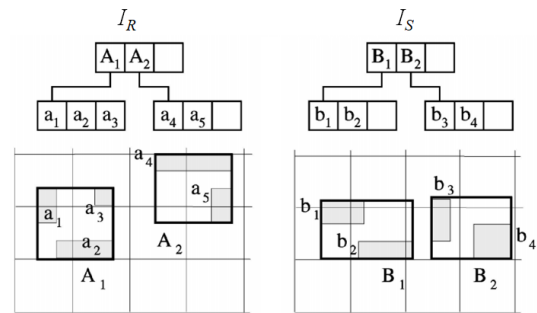 I_R I_S
A_1 A_2 B_1 B_2
a_1 a_2 a_3 a_4 a_5 b_1 b_2 b_3 b_4
a_4
b_3
a_5 b_1
a_1 a_3
b_4
a_2 A_2 b_2
A_1 B_1 B_2